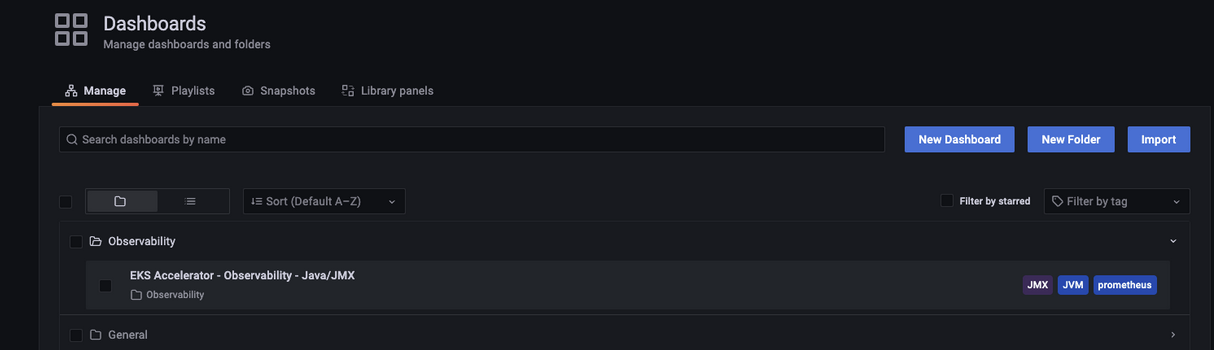 Dashboards
Manage dashboards and folders
Manage Playlists Snapshots Library panels
Search dashboards by name New Dashboard New Folder Import
Sort (Default A–Z) Filter by starred Filter by tag
Observability
EKS Accelerator - Observability - Java/JMX JMX JVM prometheus
Observability
General